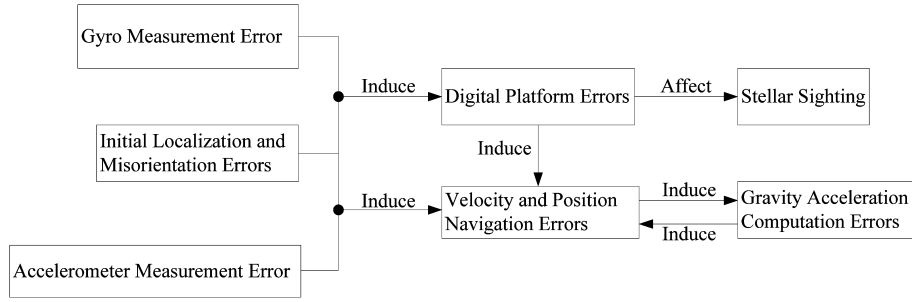 Gyro Measurement Error
Induce
Digital Platform Errors
Affect
Stellar Sighting
Initial Localization and
Misorientation Errors
Induce
Induce
Velocity and Position
Navigation Errors
Induce
Gravity Acceleration
Computation Errors
Induce
Accelerometer Measurement Error